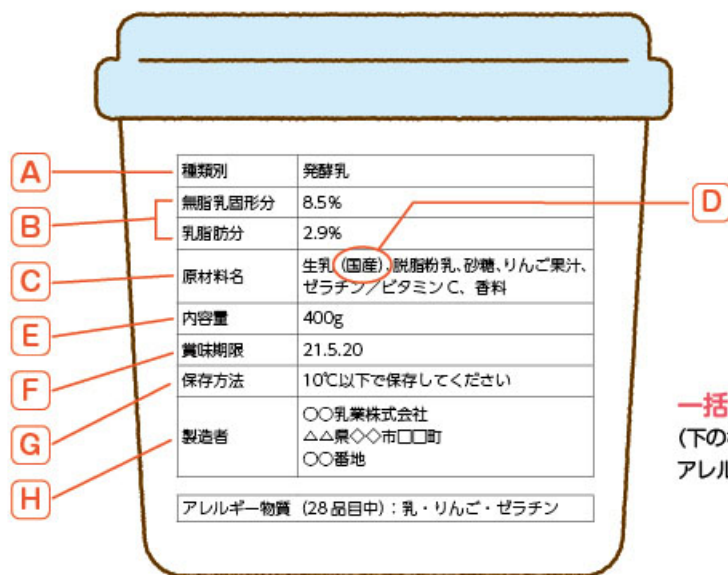 A
種類別 発酵乳
B
無脂乳固形分 8.5%
乳脂肪分 2.9%
D
C
原材料名 生乳(国産)、脱脂粉乳、砂糖、りんご果汁、
ゼラチン/ビタミンC、香料
E
内容量 400g
F
賞味期限 21.5.20
G
保存方法 10℃以下で保存してください
H
製造者 〇〇乳業株式会社
△△県◇◇市□□町
〇〇番地
アレルギー物質(28品目中):乳・りんご・ゼラチン
一括
(下の
アレル